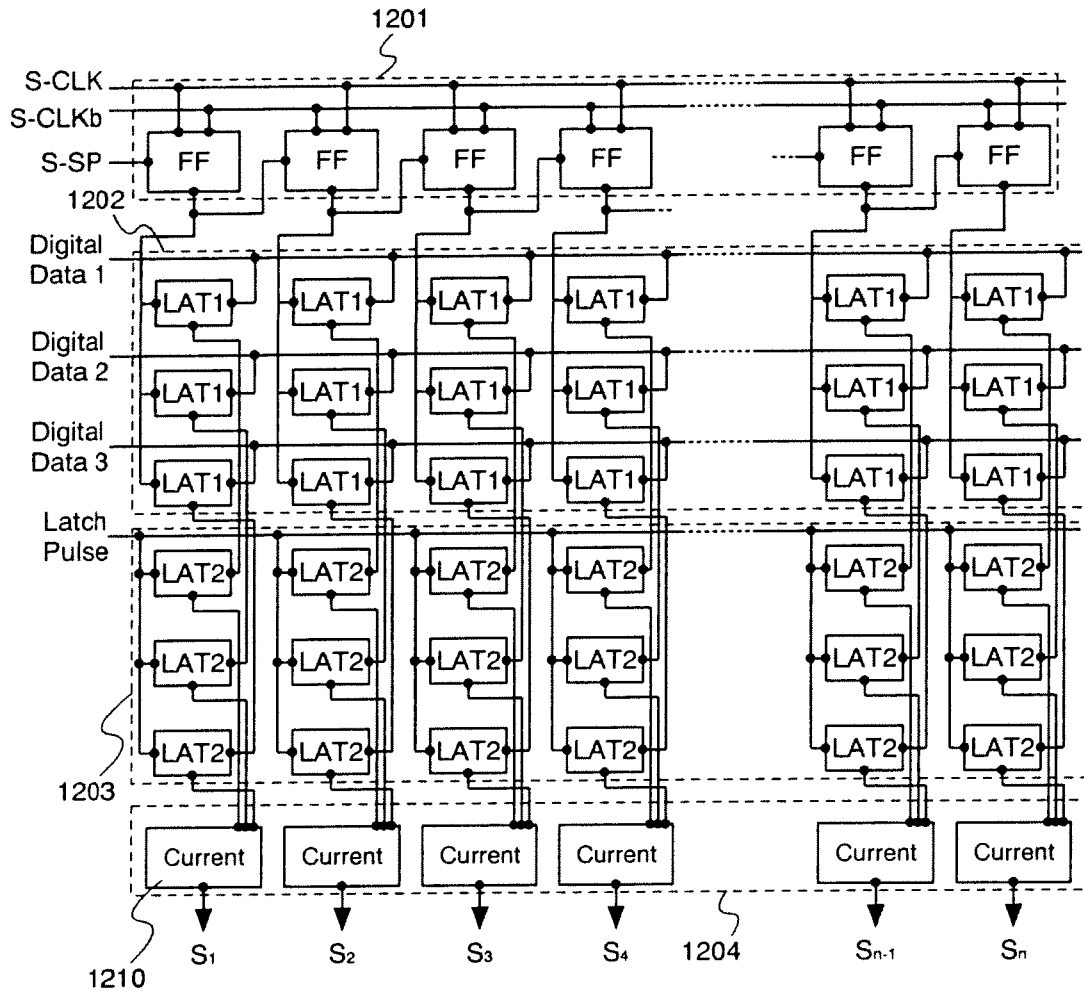 1201
S-CLK
S-CLKb
S-SP
FF FF FF FF FF FF
1202
Digital
Data 1
LAT1 LAT1 LAT1 LAT1 LAT1 LAT1
Digital
Data 2
LAT1 LAT1 LAT1 LAT1 LAT1 LAT1
Digital
Data 3
LAT1 LAT1 LAT1 LAT1 LAT1 LAT1
Latch
Pulse
LAT2 LAT2 LAT2 LAT2 LAT2 LAT2
LAT2 LAT2 LAT2 LAT2 LAT2 LAT2
LAT2 LAT2 LAT2 LAT2 LAT2 LAT2
1203
Current Current Current Current Current Current
S1 S2 S3 S4 1204 Sn-1 Sn
1210